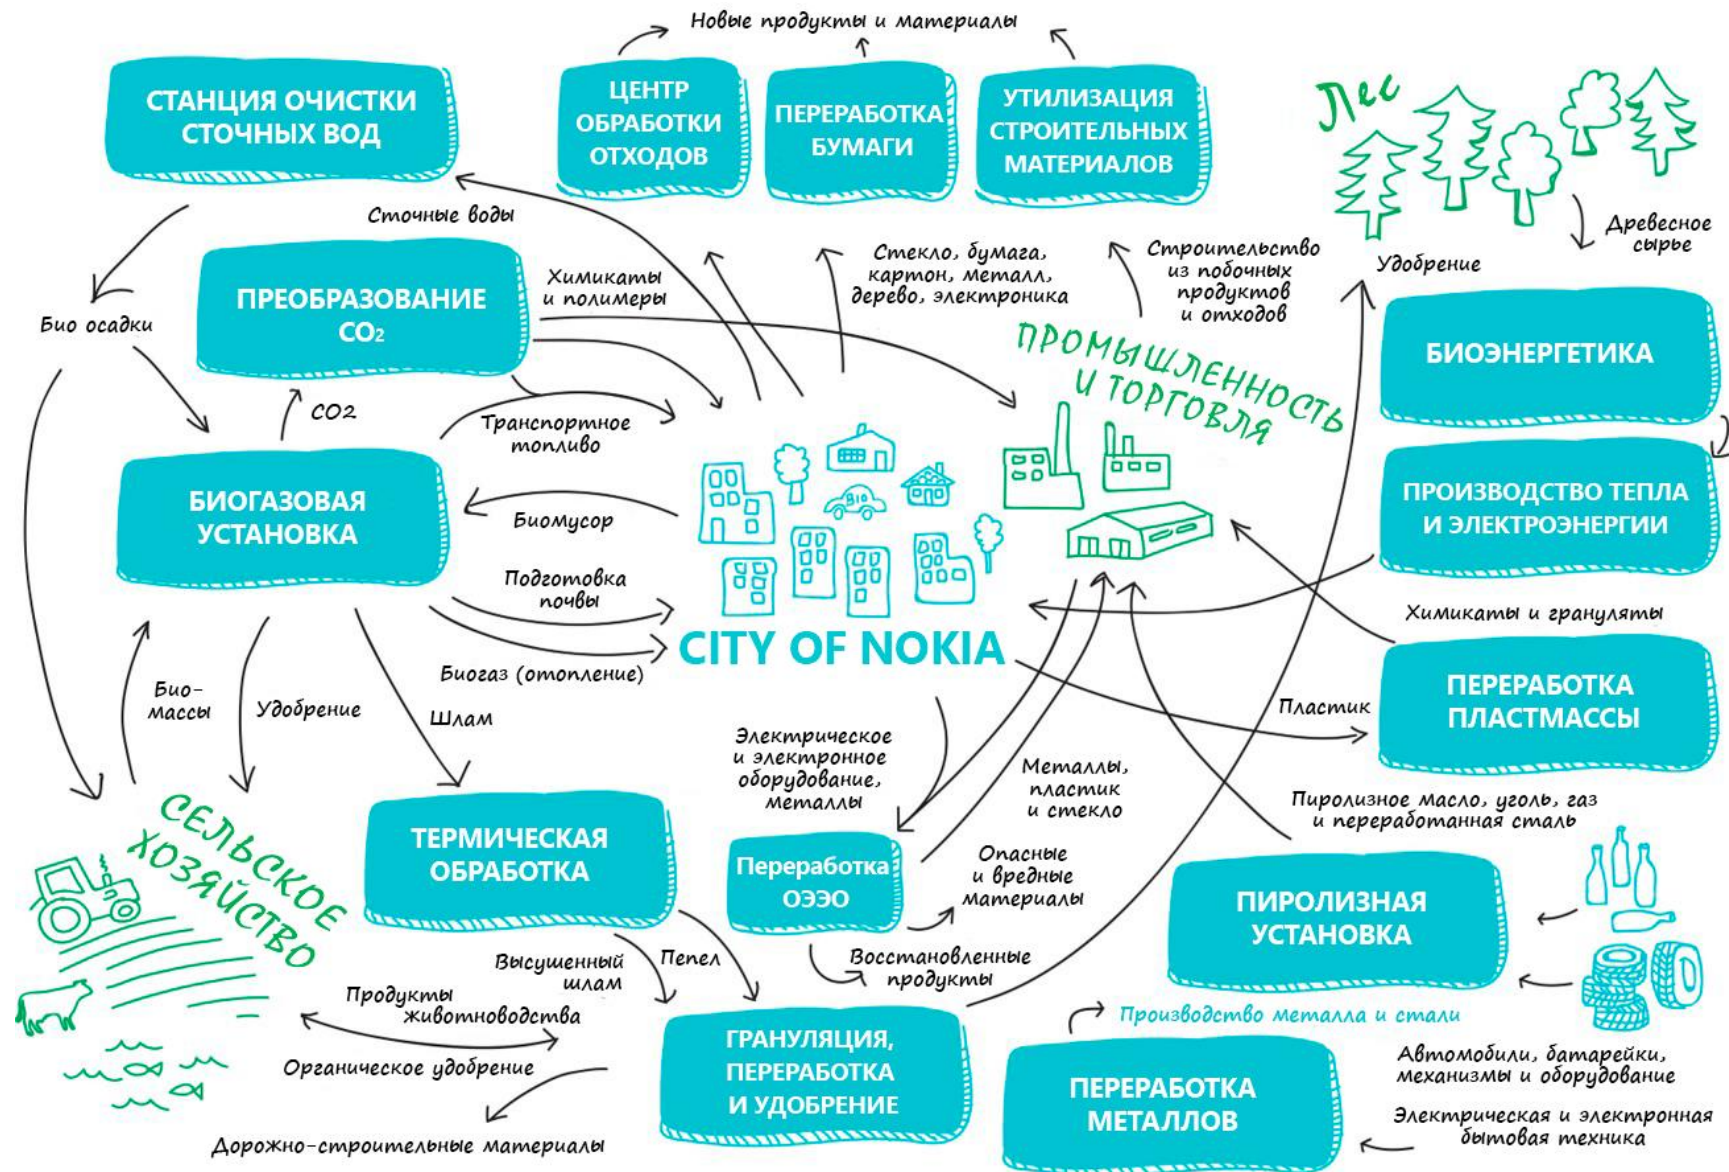 Новые продукты и материалы
СТАНЦИЯ ОЧИСТКИ
СТОЧНЫХ ВОД
ЦЕНТР
ОБРАБОТКИ
ОТХОДОВ
ПЕРЕРАБОТКА
БУМАГИ
УТИЛИЗАЦИЯ
СТРОИТЕЛЬНЫХ
МАТЕРИАЛОВ
Лес
Древесное
сырье
Сточные воды
Удобрение
ПРЕОБРАЗОВАНИЕ
CO2
Химикаты
и полимеры
Стекло, бумага,
картон, металл,
дерево, электроника
Строительство
из побочных
продуктов
и отходов
Био осадки
БИОЭНЕРГЕТИКА
ПРОМЫШЛЕННОСТЬ
И ТОРГОВЛЯ
CO2
Транспортное
топливо
БИОГАЗОВАЯ
УСТАНОВКА
Биомусор
BIO
ПРОИЗВОДСТВО ТЕПЛА
И ЭЛЕКТРОЭНЕРГИИ
Подготовка
почвы
CITY OF NOKIA
Химикаты и грануляты
Биогаз (отопление)
ПЕРЕРАБОТКА
ПЛАСТМАССЫ
Био-
массы
Удобрение
Шлам
Пластик
Электрическое
и электронное
оборудование,
металлы
Металлы,
пластик
и стекло
Пиролизное масло, уголь, газ
и переработанная сталь
СЕЛЬСКОЕ
ХОЗЯЙСТВО
ТЕРМИЧЕСКАЯ
ОБРАБОТКА
Переработка
ОЭЭО
Опасные
и вредные
материалы
ПИРОЛИЗНАЯ
УСТАНОВКА
Высушенный
шлам
Пепел
Восстановленные
продукты
Продукты
животноводства
Органическое удобрение
ГРАНУЛЯЦИЯ,
ПЕРЕРАБОТКА
И УДОБРЕНИЕ
Производство металла и стали
ПЕРЕРАБОТКА
МЕТАЛЛОВ
Автомобили, батарейки,
механизмы и оборудование
Электрическая и электронная
бытовая техника
Дорожно-строительные материалы